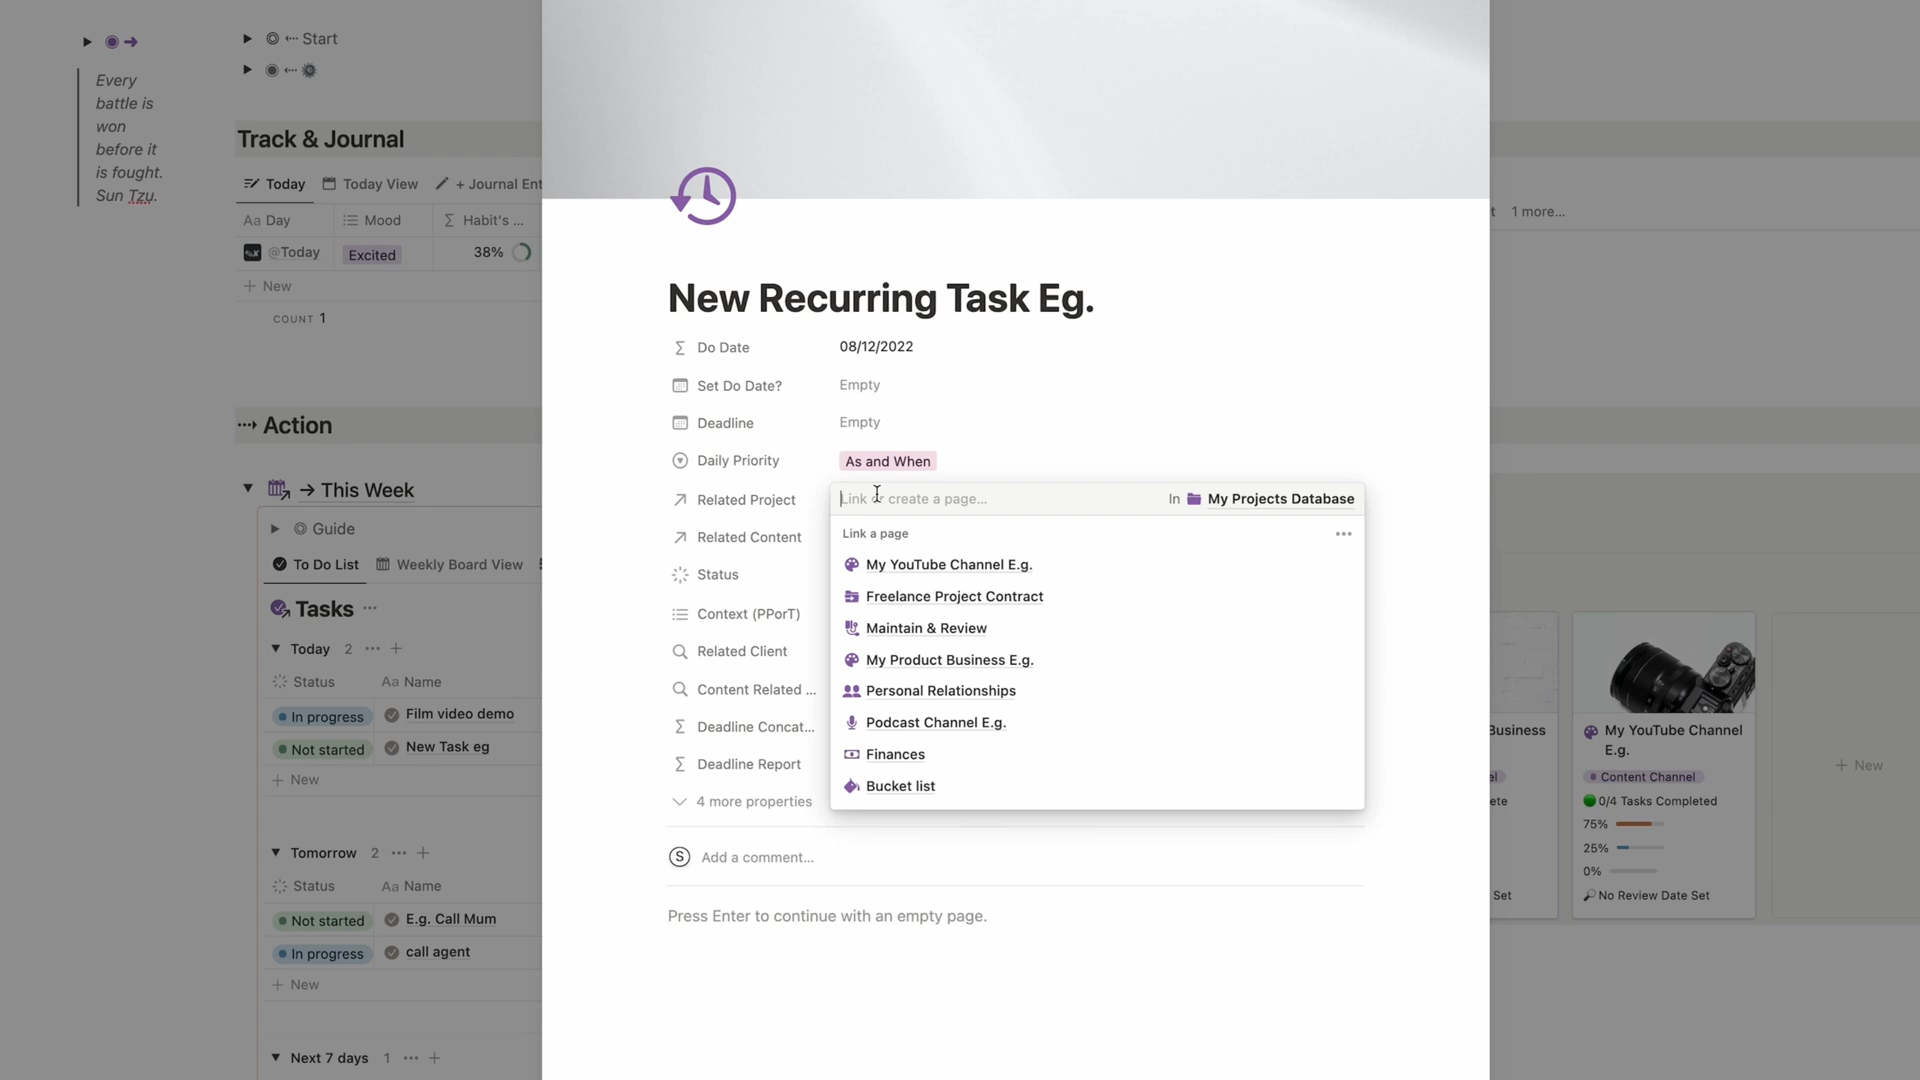 Every
battle is
won
before it
is fought.
Sun Tzu.
Start
Track & Journal
Today
Today View
+ Journal Ent
Aa Day
Mood
Σ Habit's ...
@Today
Excited
38%
+ New
COUNT 1
Action
→ This Week
Guide
To Do List
Weekly Board View
Tasks ...
Today 2 ... +
Status
Aa Name
In progress
Film video demo
Not started
New Task eg
+ New
Tomorrow 2 ... +
Status
Aa Name
Not started
E.g. Call Mum
In progress
call agent
+ New
Next 7 days 1 ... +
New Recurring Task Eg.
Σ Do Date
08/12/2022
Set Do Date?
Empty
Deadline
Empty
Daily Priority
As and When
Related Project
Link or create a page...
In My Projects Database
Link a page
...
Related Content
My YouTube Channel E.g.
Status
Freelance Project Contract
Context (PPorT)
Maintain & Review
Related Client
My Product Business E.g.
Content Related ...
Personal Relationships
Σ Deadline Concat...
Podcast Channel E.g.
Σ Deadline Report
Finances
4 more properties
Bucket list
S
Add a comment...
Press Enter to continue with an empty page.
t
1 more...
Business
el
ete
Set
My YouTube Channel
E.g.
Content Channel
0/4 Tasks Completed
75%
25%
0%
No Review Date Set
+ New